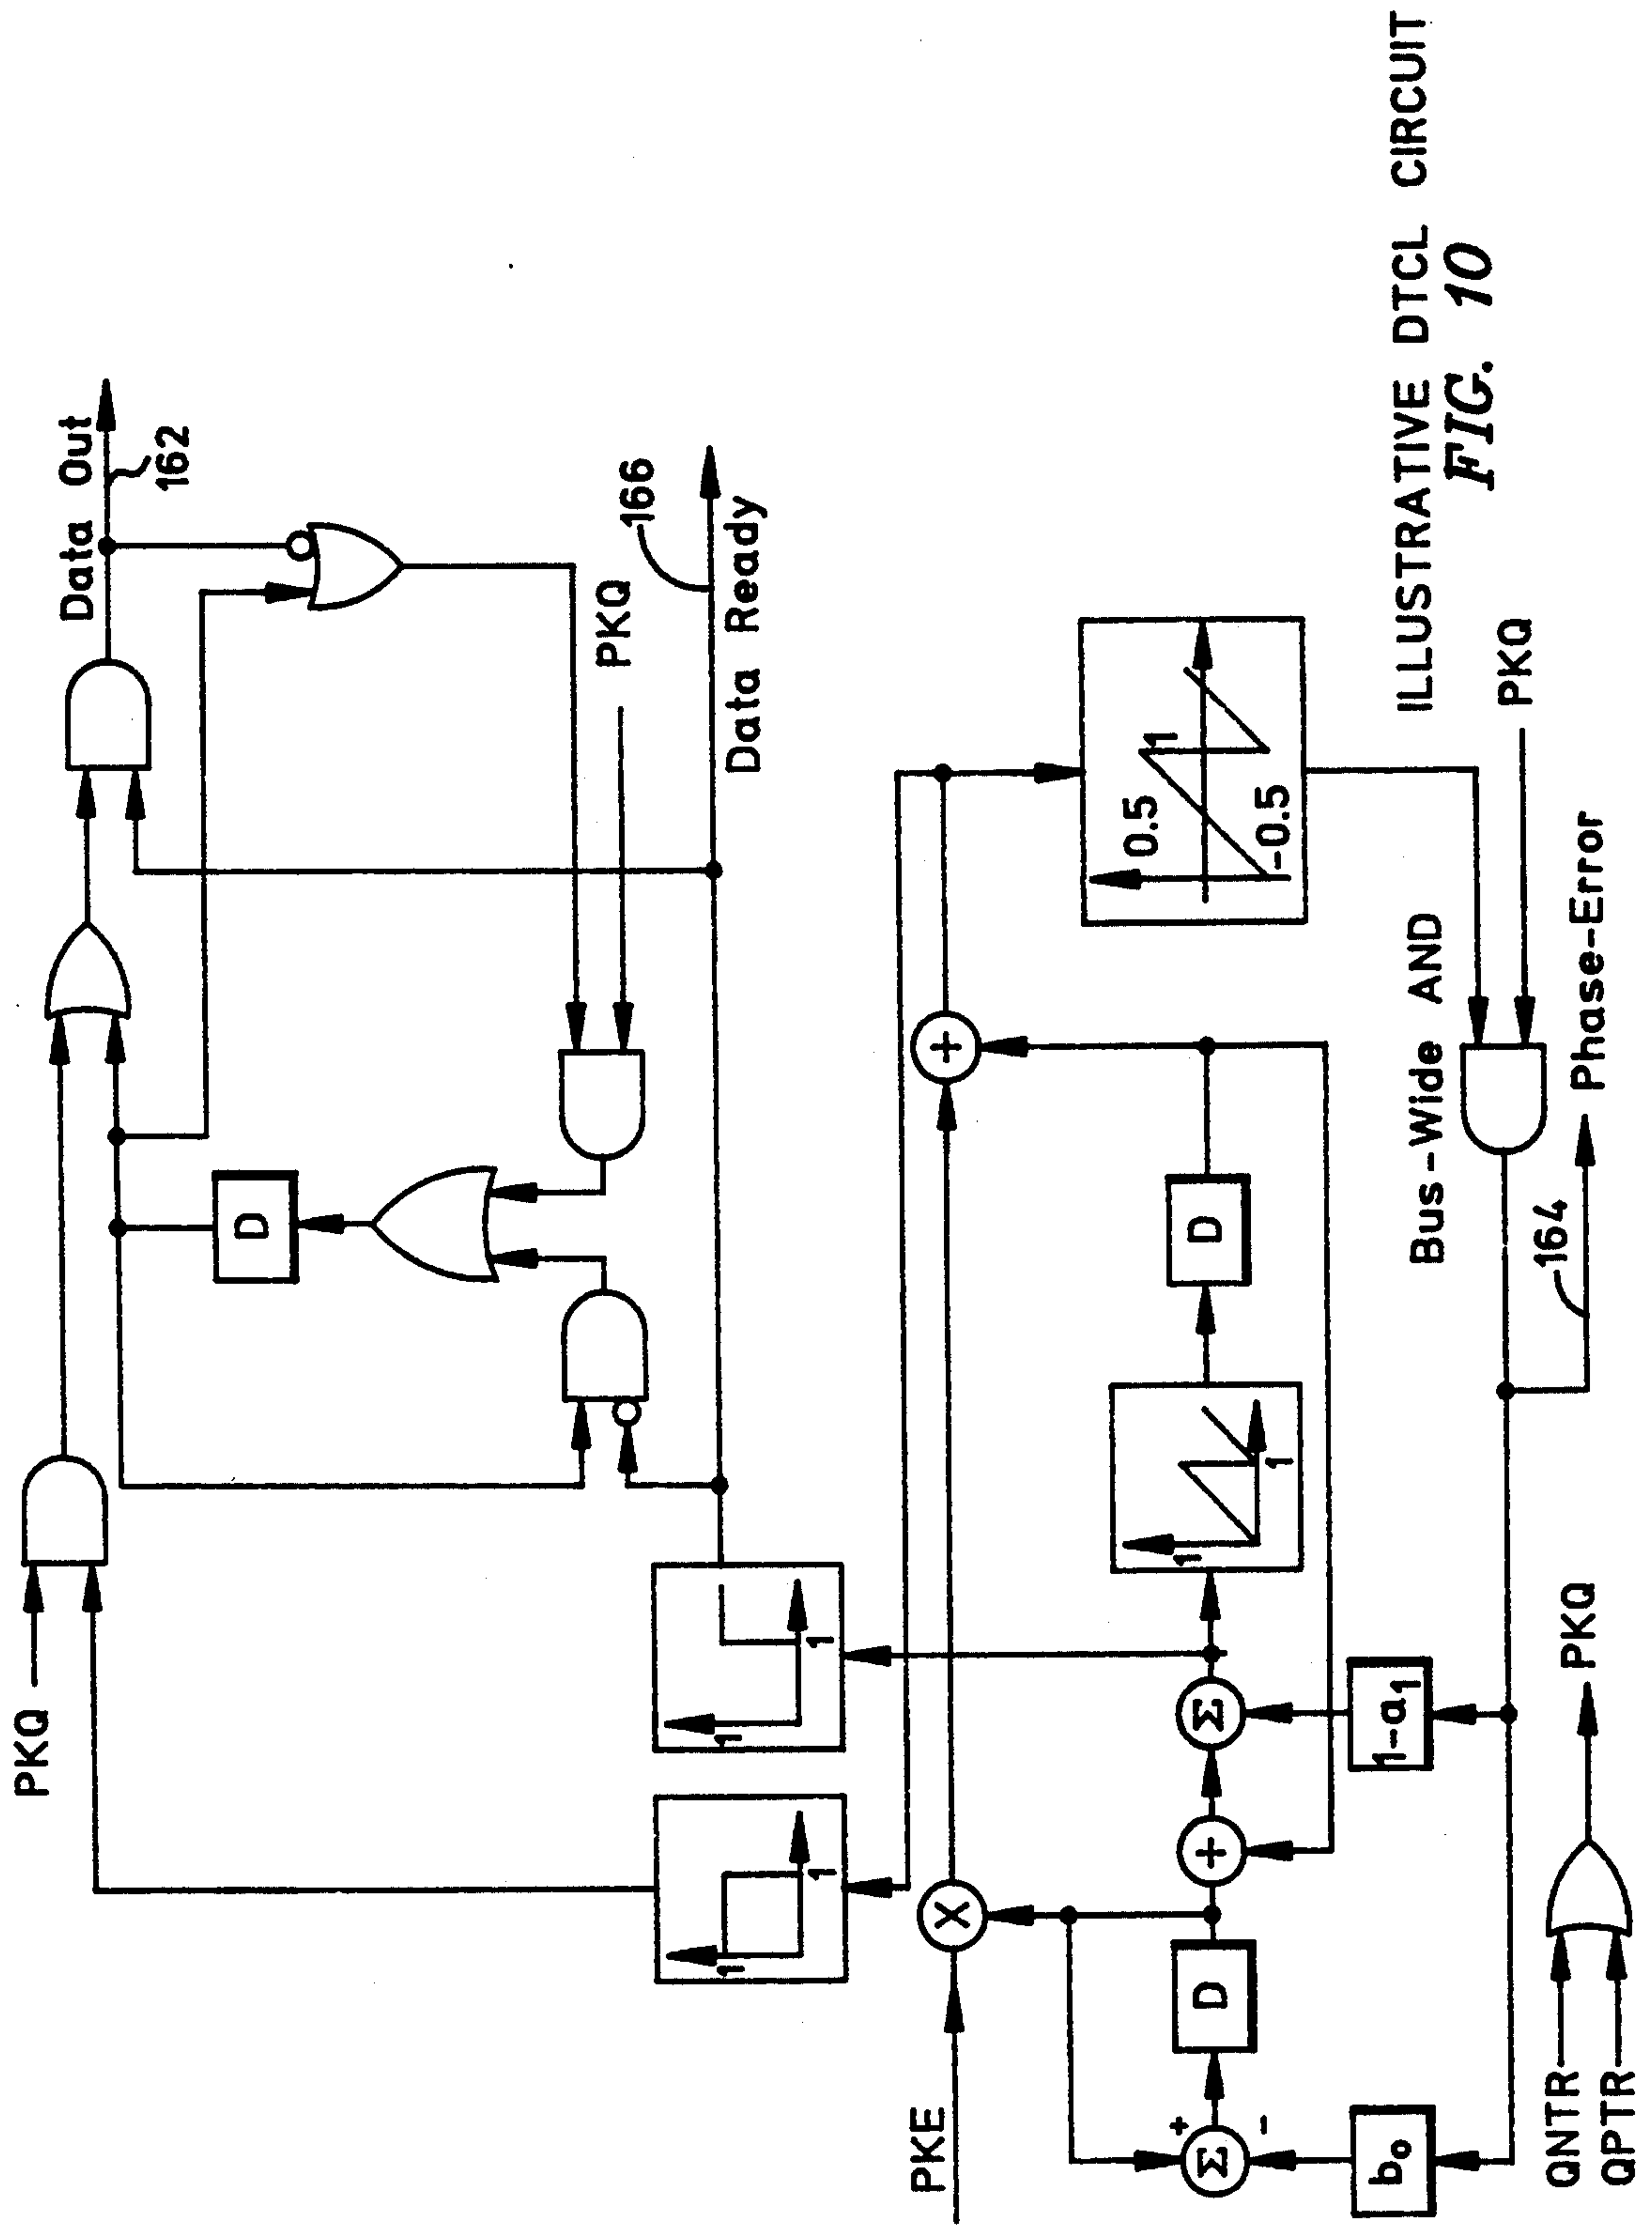 Data Out
162
PKQ
D
PKQ
166
Data Ready
1
1
1
1
PKE
X
+
0.5
1
-0.5
Σ
+
-
D
+
Σ
1
1
D
b₀
1-a₁
Bus-Wide AND
PKQ
164
Phase-Error
QNTR
QPTR
PKQ
ILLUSTRATIVE DTCL CIRCUIT
FIG. 10